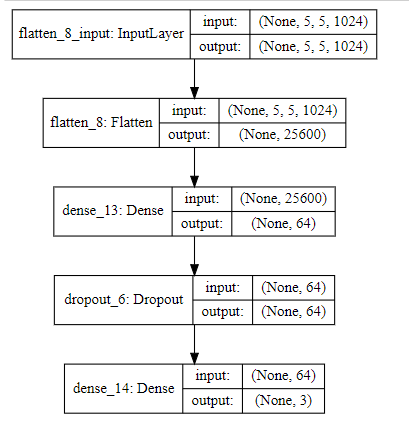 flatten_8_input: InputLayer
input: (None, 5, 5, 1024)
output: (None, 5, 5, 1024)
flatten_8: Flatten
input: (None, 5, 5, 1024)
output: (None, 25600)
dense_13: Dense
input: (None, 25600)
output: (None, 64)
dropout_6: Dropout
input: (None, 64)
output: (None, 64)
dense_14: Dense
input: (None, 64)
output: (None, 3)